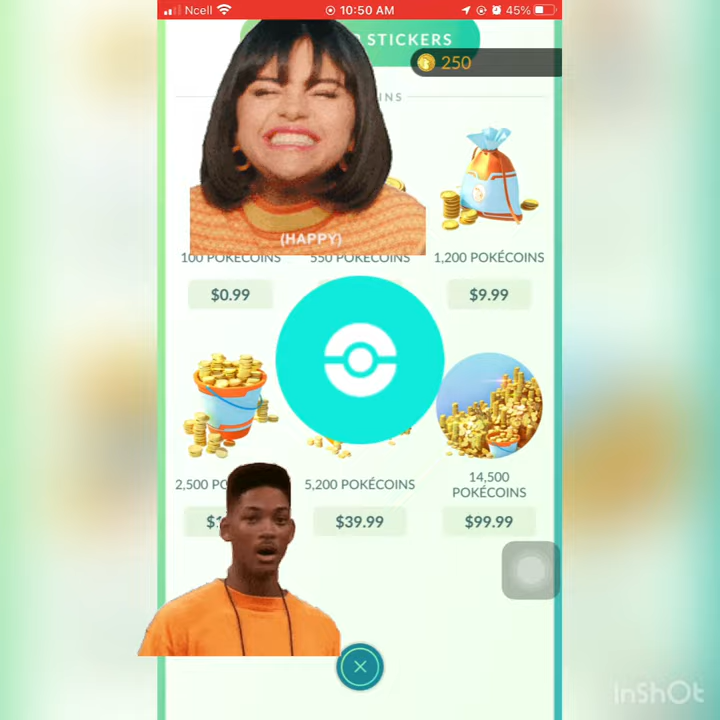 Ncell 10:50 AM 45%
STICKERS
250
INS
(HAPPY)
100 POKÉCOINS 550 POKÉCOINS 1,200 POKÉCOINS
$0.99 $9.99
2,500 5,200 POKÉCOINS 14,500
POKÉCOINS
$39.99 $99.99
InShOt